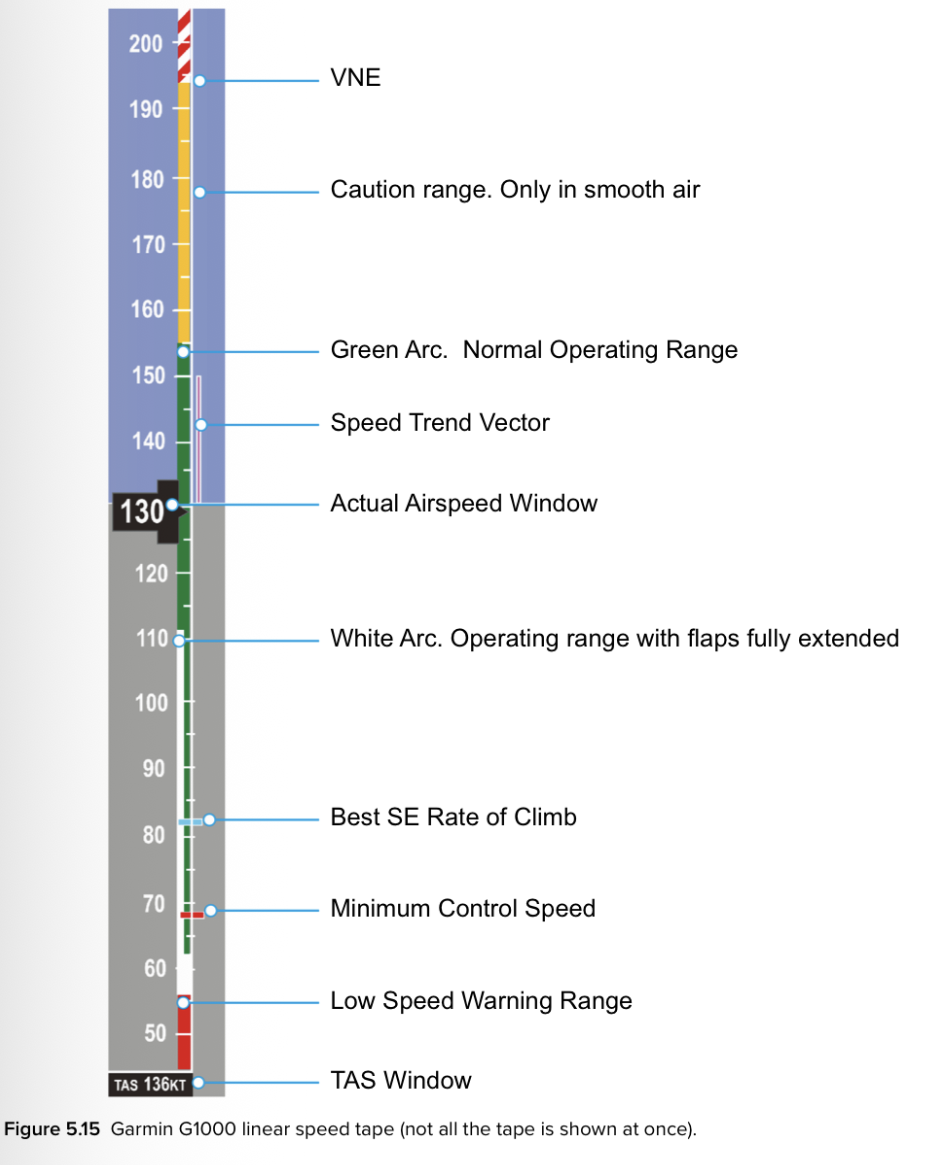 200
VNE
190
Caution range. Only in smooth air
180
170
160
Green Arc.  Normal Operating Range
150
Speed Trend Vector
140
Actual Airspeed Window
130
120
110
White Arc. Operating range with flaps fully extended
100
90
Best SE Rate of Climb
80
70
Minimum Control Speed
60
Low Speed Warning Range
50
TAS 136KT
TAS Window
Figure 5.15 Garmin G1000 linear speed tape (not all the tape is shown at once).